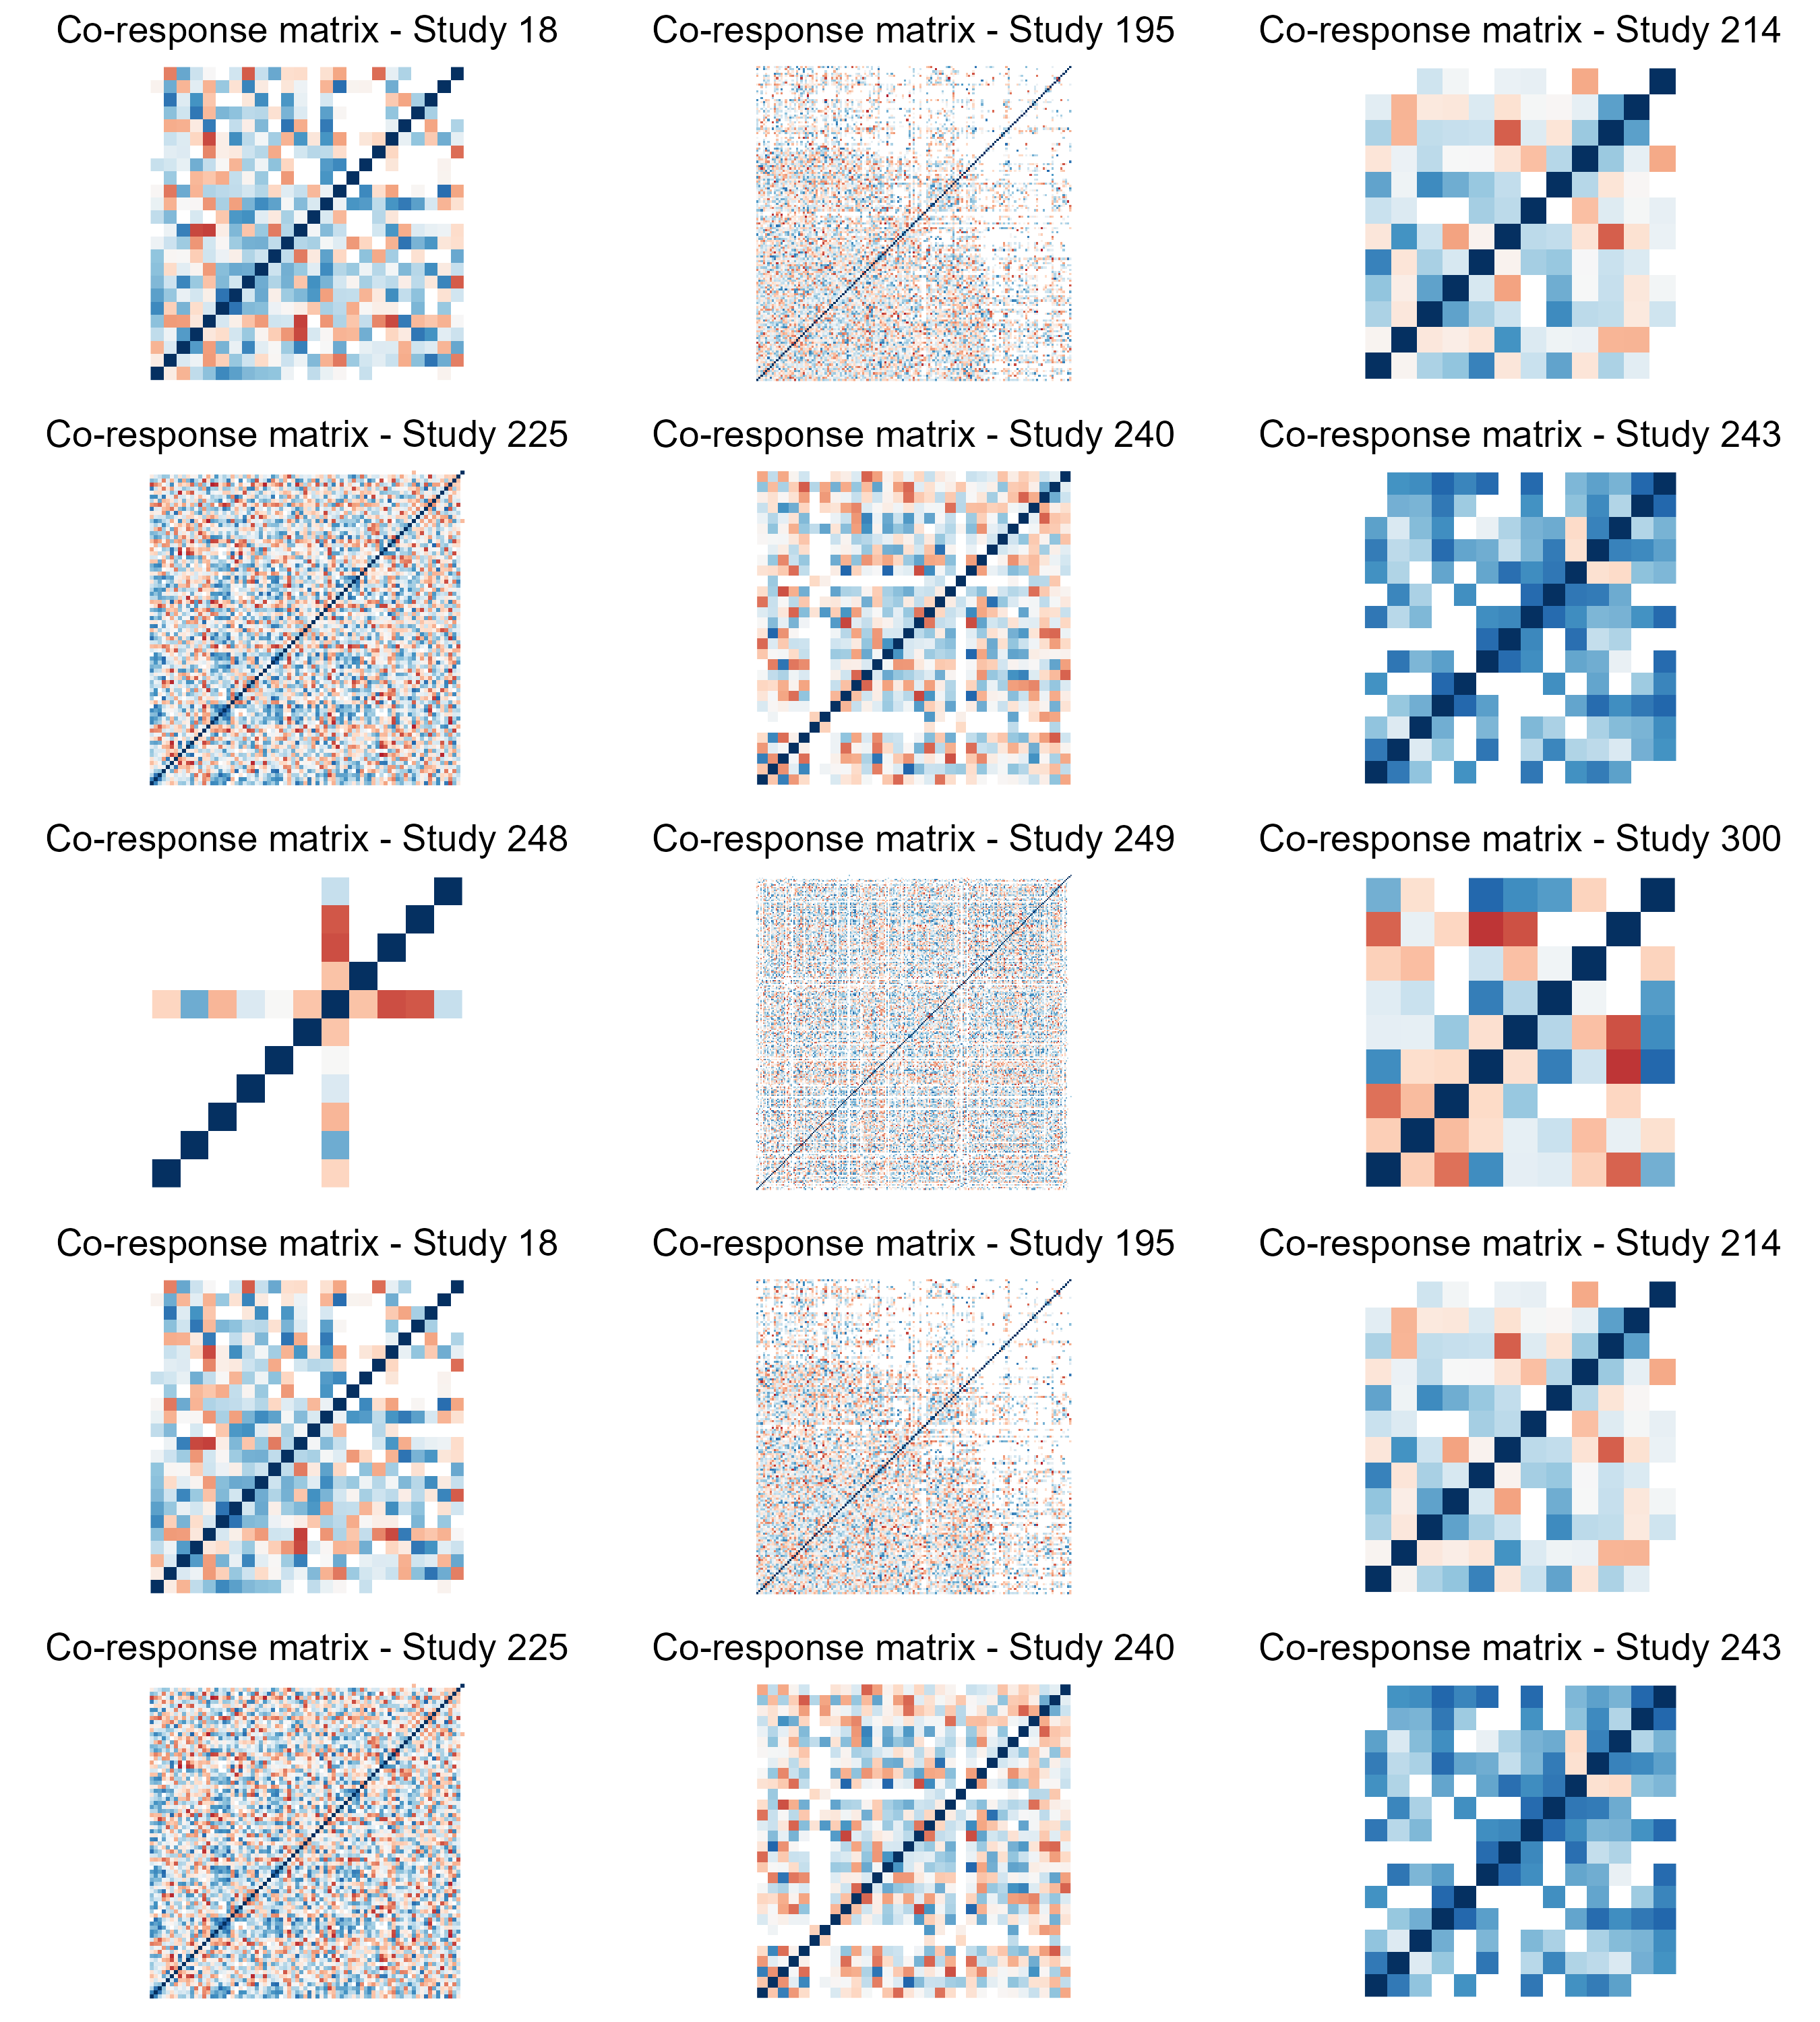 Co-response matrix - Study 18
Co-response matrix - Study 195
Co-response matrix - Study 214
Co-response matrix - Study 225
Co-response matrix - Study 240
Co-response matrix - Study 243
Co-response matrix - Study 248
Co-response matrix - Study 249
Co-response matrix - Study 300
Co-response matrix - Study 18
Co-response matrix - Study 195
Co-response matrix - Study 214
Co-response matrix - Study 225
Co-response matrix - Study 240
Co-response matrix - Study 243